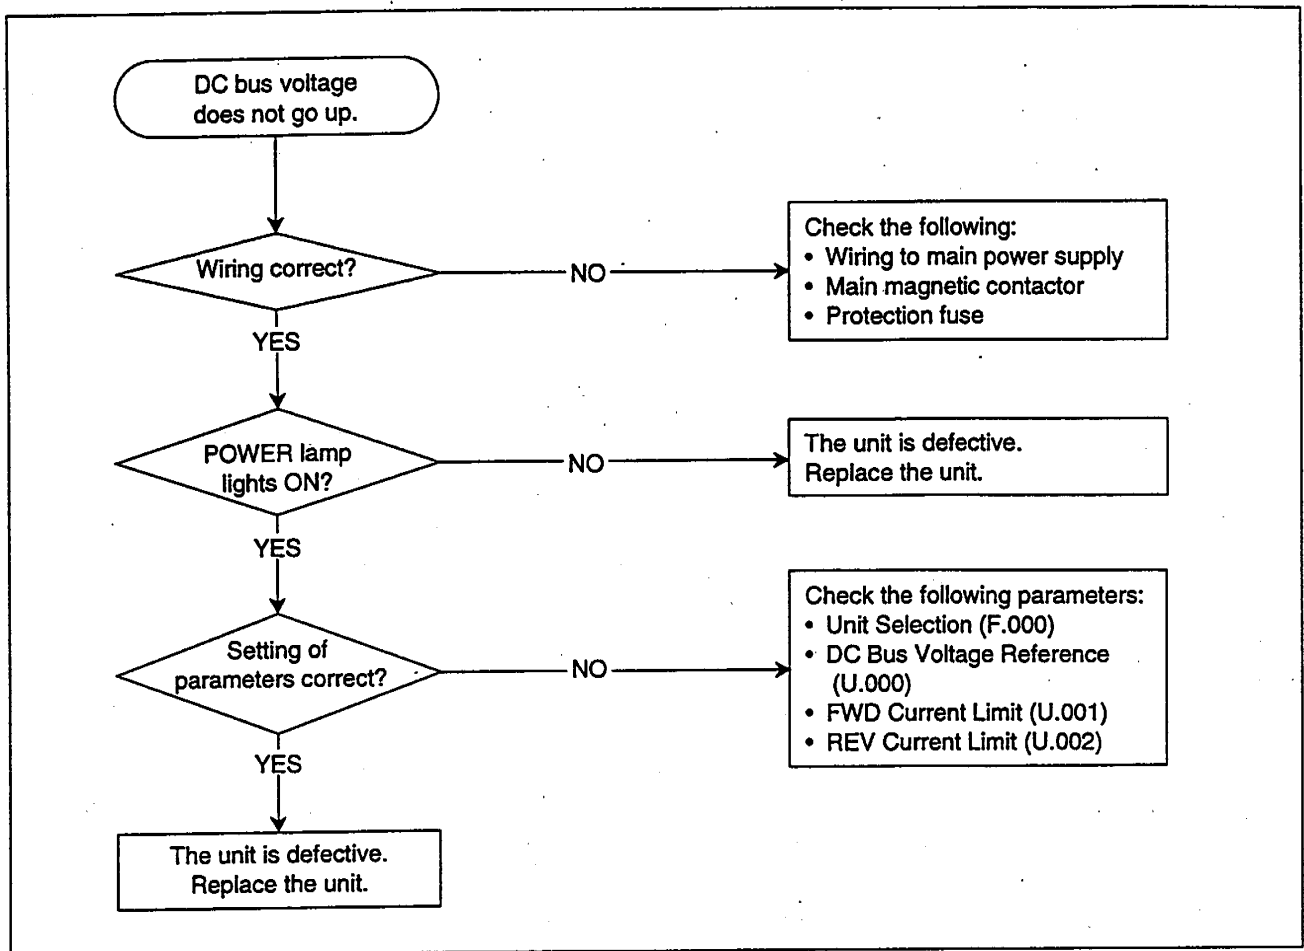 DC bus voltage
does not go up.
Wiring correct?
NO
Check the following:
• Wiring to main power supply
• Main magnetic contactor
• Protection fuse
YES
POWER lamp
lights ON?
NO
The unit is defective.
Replace the unit.
YES
Setting of
parameters correct?
NO
Check the following parameters:
• Unit Selection (F.000)
• DC Bus Voltage Reference
(U.000)
• FWD Current Limit (U.001)
• REV Current Limit (U.002)
YES
The unit is defective.
Replace the unit.